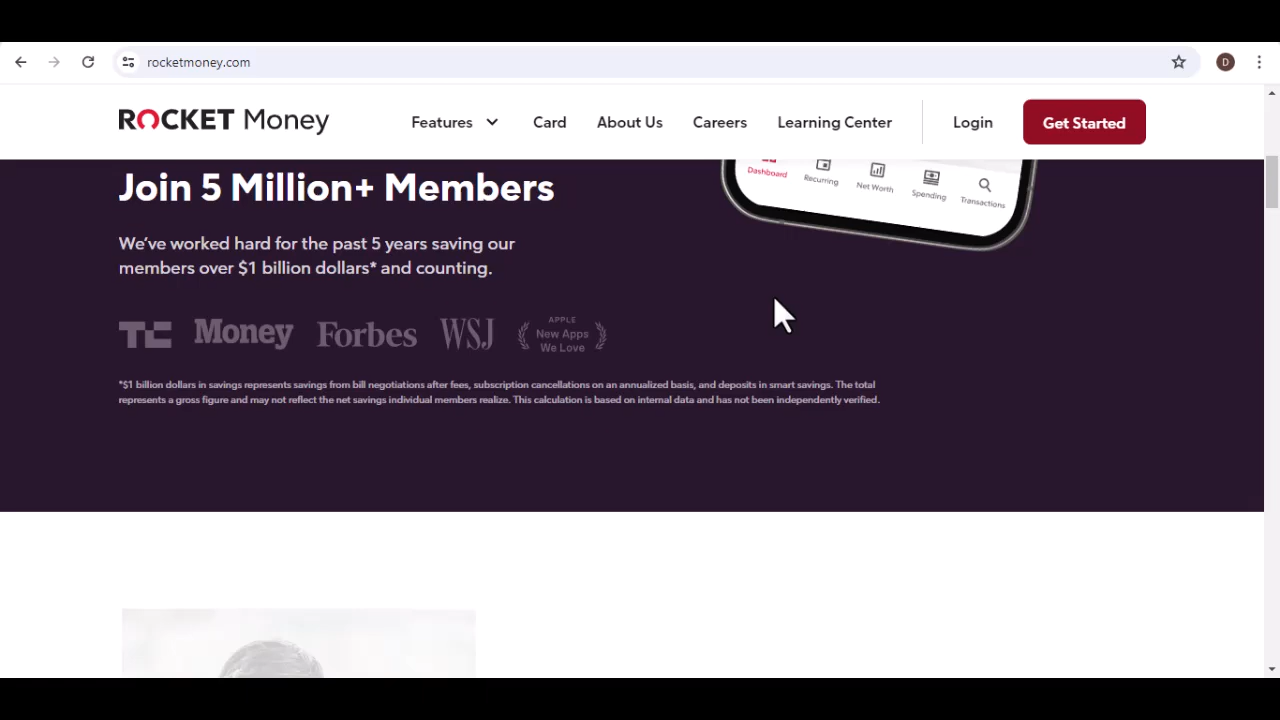 rocketmoney.com
D
ROCKET Money
Features
Card
About Us
Careers
Learning Center
Login
Get Started
Dashboard
Recurring
Net Worth
Spending
Transactions
Join 5 Million+ Members
We've worked hard for the past 5 years saving our
members over $1 billion dollars* and counting.
TC
Money
Forbes
WSJ
APPLE
New Apps
We Love
*$1 billion dollars in savings represents savings from bill negotiations after fees, subscription cancellations on an annualized basis, and deposits in smart savings. The total
represents a gross figure and may not reflect the net savings individual members realize. This calculation is based on internal data and has not been independently verified.